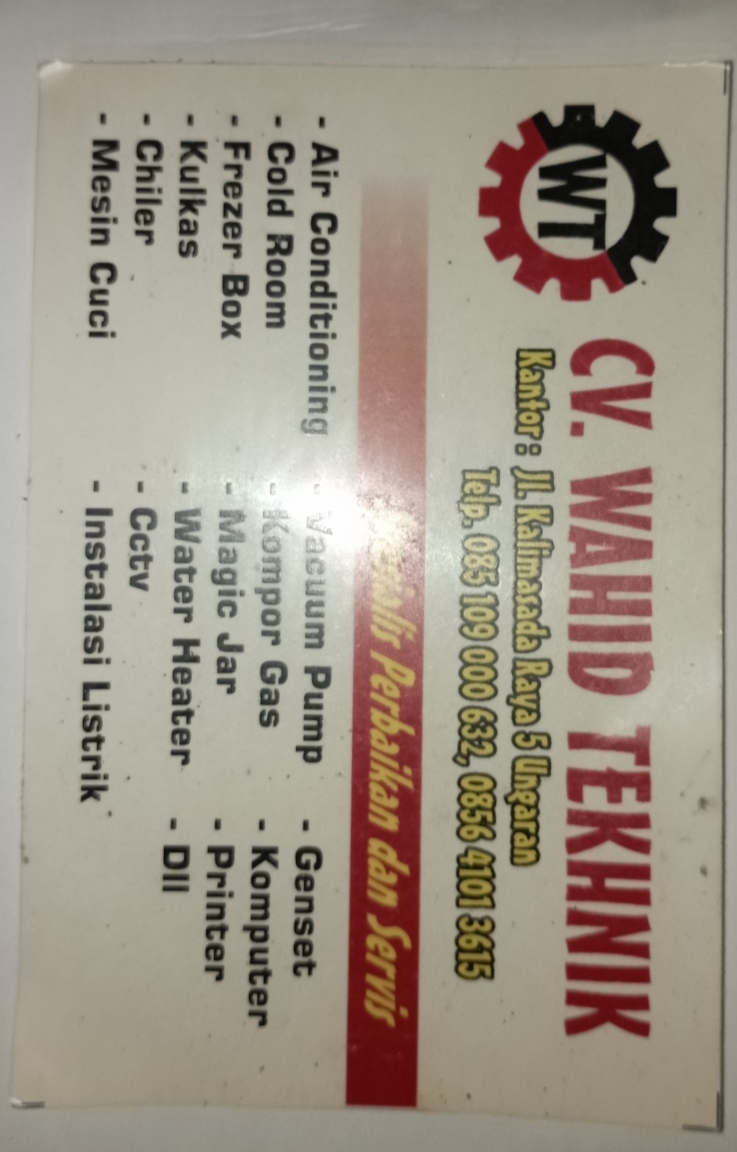 WT
CV. WAHID TEKHNIK
Kantor : Jl. Kalimasada Raya 5 Ungaran
Telp. 085 109 000 632, 0856 4101 3615
Perbaikan dan Servis
- Air Conditioning
- Cold Room
- Frezer Box
- Kulkas
- Chiler
- Mesin Cuci
- Vacuum Pump
- Kompor Gas
- Magic Jar
- Water Heater
- Cctv
- Instalasi Listrik
- Genset
- Komputer
- Printer
- Dll